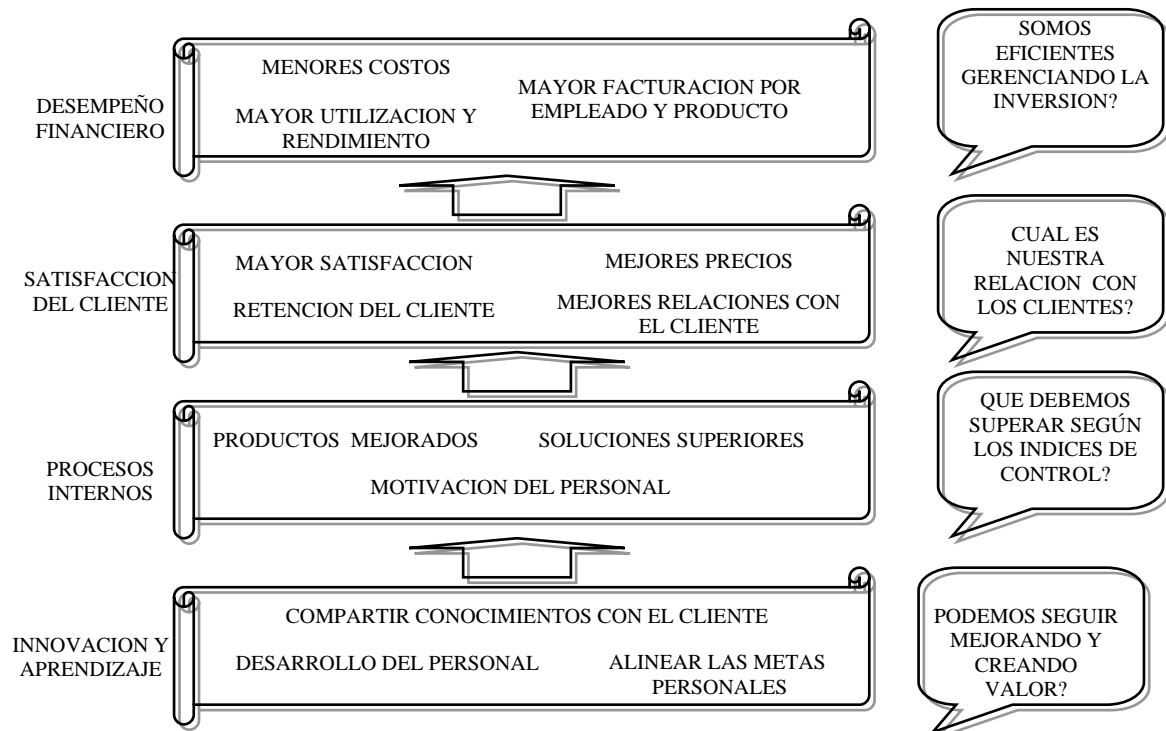 DESEMPEÑO
FINANCIERO
MENORES COSTOS
MAYOR UTILIZACION Y
RENDIMIENTO
MAYOR FACTURACION POR
EMPLEADO Y PRODUCTO
SOMOS
EFICIENTES
GERENCIANDO LA
INVERSION?
SATISFACCION
DEL CLIENTE
MAYOR SATISFACCION
RETENCION DEL CLIENTE
MEJORES PRECIOS
MEJORES RELACIONES CON
EL CLIENTE
CUAL ES
NUESTRA
RELACION CON
LOS CLIENTES?
PROCESOS
INTERNOS
PRODUCTOS MEJORADOS
SOLUCIONES SUPERIORES
MOTIVACION DEL PERSONAL
QUE DEBEMOS
SUPERAR SEGÚN
LOS INDICES DE
CONTROL?
INNOVACION Y
APRENDIZAJE
COMPARTIR CONOCIMIENTOS CON EL CLIENTE
DESARROLLO DEL PERSONAL
ALINEAR LAS METAS
PERSONALES
PODEMOS SEGUIR
MEJORANDO Y
CREANDO
VALOR?